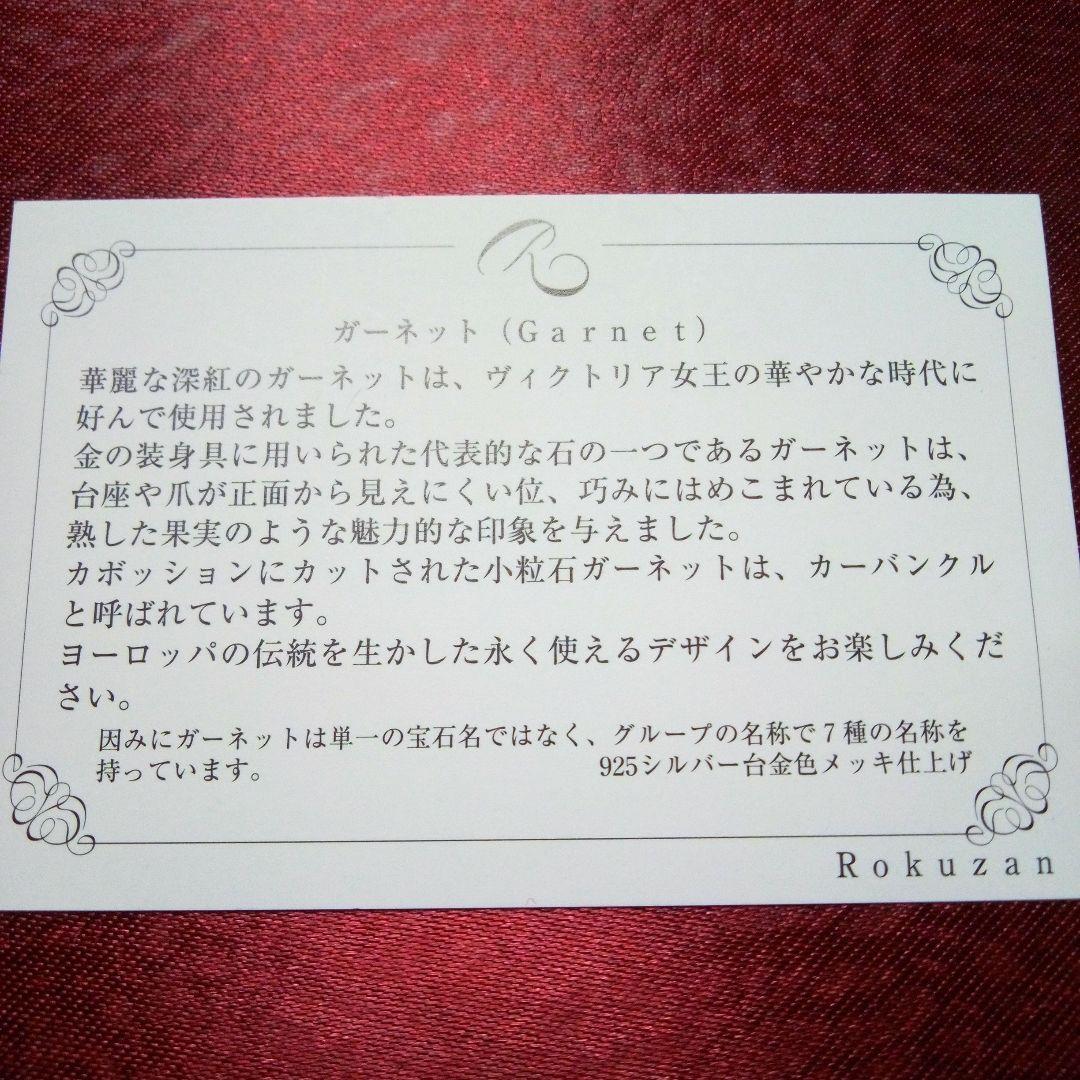 R
ガーネット（Garnet）
華麗な深紅のガーネットは、ヴィクトリア女王の華やかな時代に
好んで使用されました。
金の装身具に用いられた代表的な石の一つであるガーネットは、
台座や爪が正面から見えにくい位、巧みにはめこまれている為、
熟した果実のような魅力的な印象を与えました。
カボッションにカットされた小粒石ガーネットは、カーバンクル
と呼ばれています。
ヨーロッパの伝統を生かした永く使えるデザインをお楽しみくだ
さい。
因みにガーネットは単一の宝石名ではなく、グループの名称で７種の名称を
持っています。
925シルバー台金色メッキ仕上げ
Rokuzan